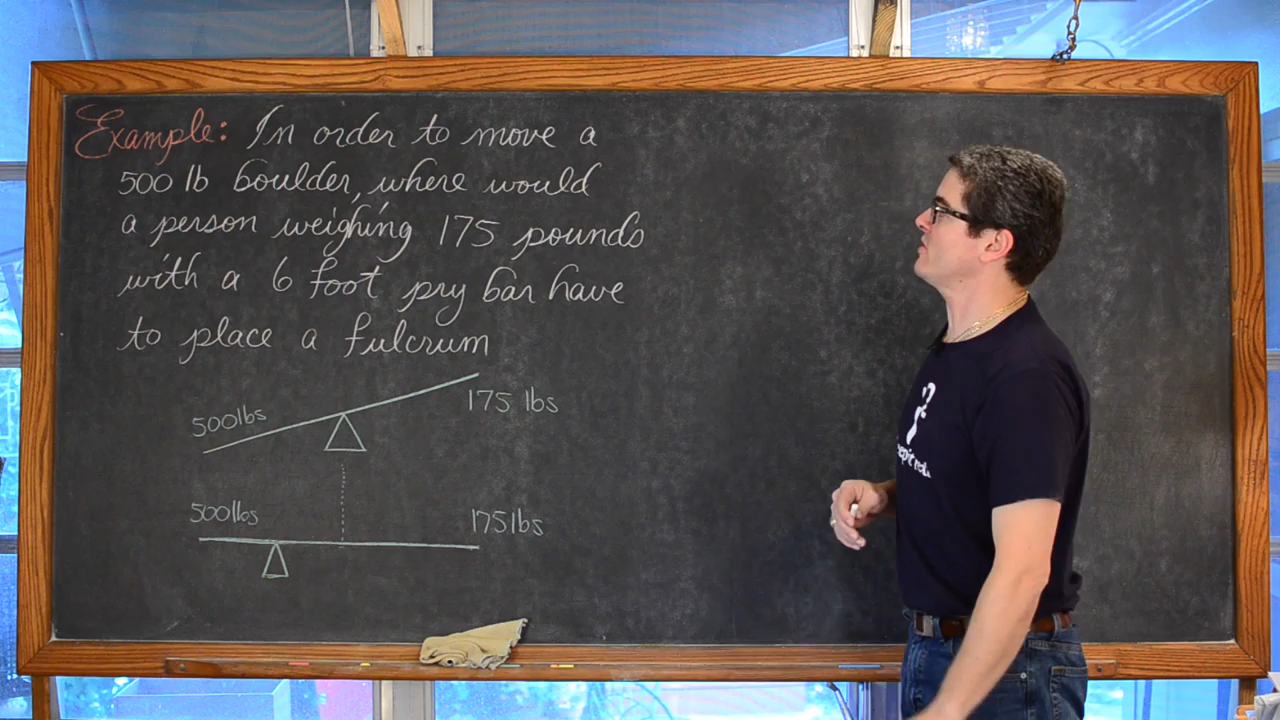 Example: In order to move a
500 lb boulder, where would
a person weighing 175 pounds
with a 6 foot pry bar have
to place a fulcrum
500lbs
175 lbs
500lbs
175lbs